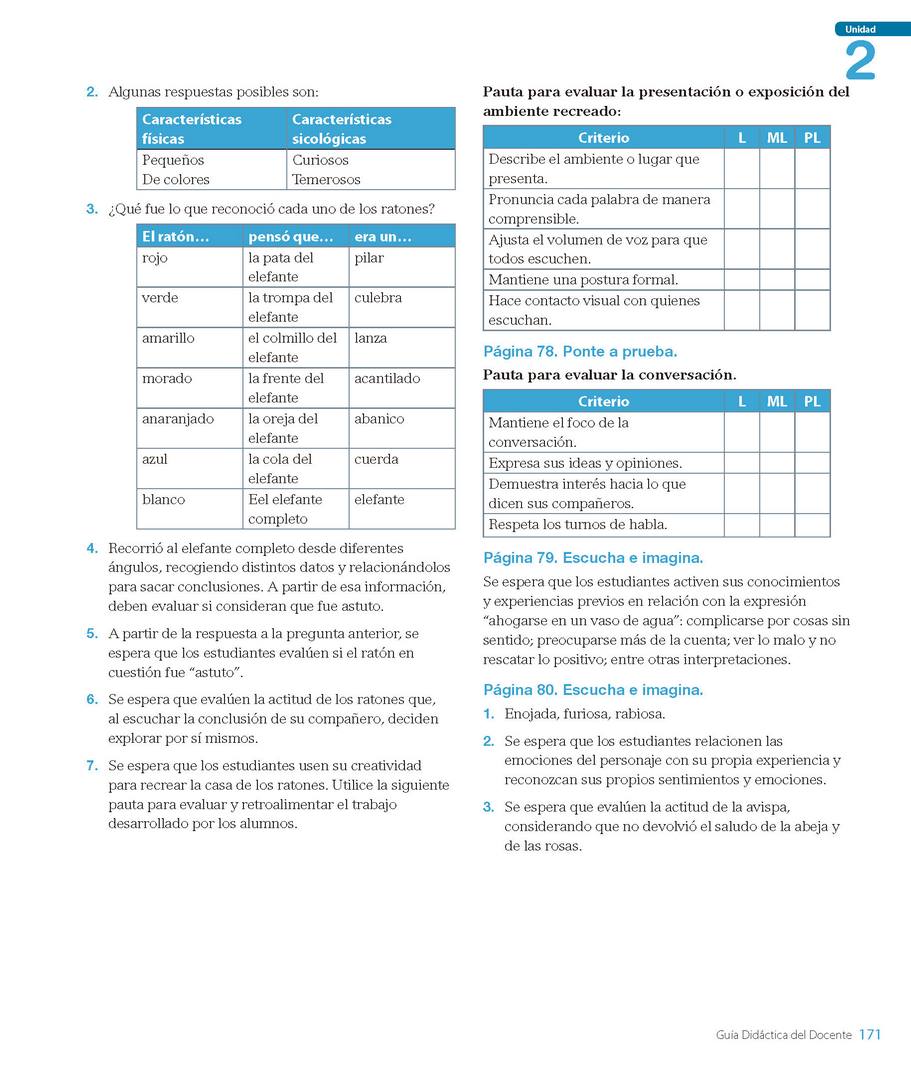 Unidad
2
2. Algunas respuestas posibles son:
Características físicas
Características sicológicas
Pequeños
Curiosos
De colores
Temerosos
3. ¿Qué fue lo que reconoció cada uno de los ratones?
El ratón… pensó que… era un…
rojo
la pata del
elefante
pilar
verde
la trompa del
elefante
culebra
amarillo
el colmillo del
elefante
lanza
morado
la frente del
elefante
acantilado
anaranjado
la oreja del
elefante
abanico
azul
la cola del
elefante
cuerda
blanco
Eel elefante
completo
elefante
4. Recorrió al elefante completo desde diferentes
ángulos, recogiendo distintos datos y relacionándolos
para sacar conclusiones. A partir de esa información,
deben evaluar si consideran que fue astuto.
5. A partir de la respuesta a la pregunta anterior, se
espera que los estudiantes evalúen si el ratón en
cuestión fue “astuto”.
6. Se espera que evalúen la actitud de los ratones que,
al escuchar la conclusión de su compañero, deciden
explorar por sí mismos.
7. Se espera que los estudiantes usen su creatividad
para recrear la casa de los ratones. Utilice la siguiente
pauta para evaluar y retroalimentar el trabajo
desarrollado por los alumnos.
Pauta para evaluar la presentación o exposición del
ambiente recreado:
Criterio L ML PL
Describe el ambiente o lugar que
presenta.
Pronuncia cada palabra de manera
comprensible.
Ajusta el volumen de voz para que
todos escuchen.
Mantiene una postura formal.
Hace contacto visual con quienes
escuchan.
Página 78. Ponte a prueba.
Pauta para evaluar la conversación.
Criterio L ML PL
Mantiene el foco de la
conversación.
Expresa sus ideas y opiniones.
Demuestra interés hacia lo que
dicen sus compañeros.
Respeta los turnos de habla.
Página 79. Escucha e imagina.
Se espera que los estudiantes activen sus conocimientos
y experiencias previos en relación con la expresión
“ahogarse en un vaso de agua”: complicarse por cosas sin
sentido; preocuparse más de la cuenta; ver lo malo y no
rescatar lo positivo; entre otras interpretaciones.
Página 80. Escucha e imagina.
1. Enojada, furiosa, rabiosa.
2. Se espera que los estudiantes relacionen las
emociones del personaje con su propia experiencia y
reconozcan sus propios sentimientos y emociones.
3. Se espera que evalúen la actitud de la avispa,
considerando que no devolvió el saludo de la abeja y
de las rosas.
Guía Didáctica del Docente 171